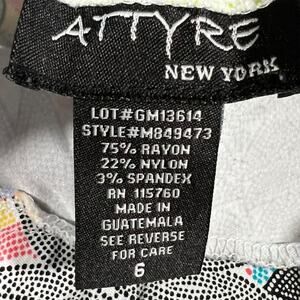 ATTYRE
NEW YORK
LOT#GM13614
STYLE#M849473
75% RAYON
22% NYLON
3% SPANDEX
RN 115760
MADE IN
GUATEMALA
SEE REVERSE
FOR CARE
6